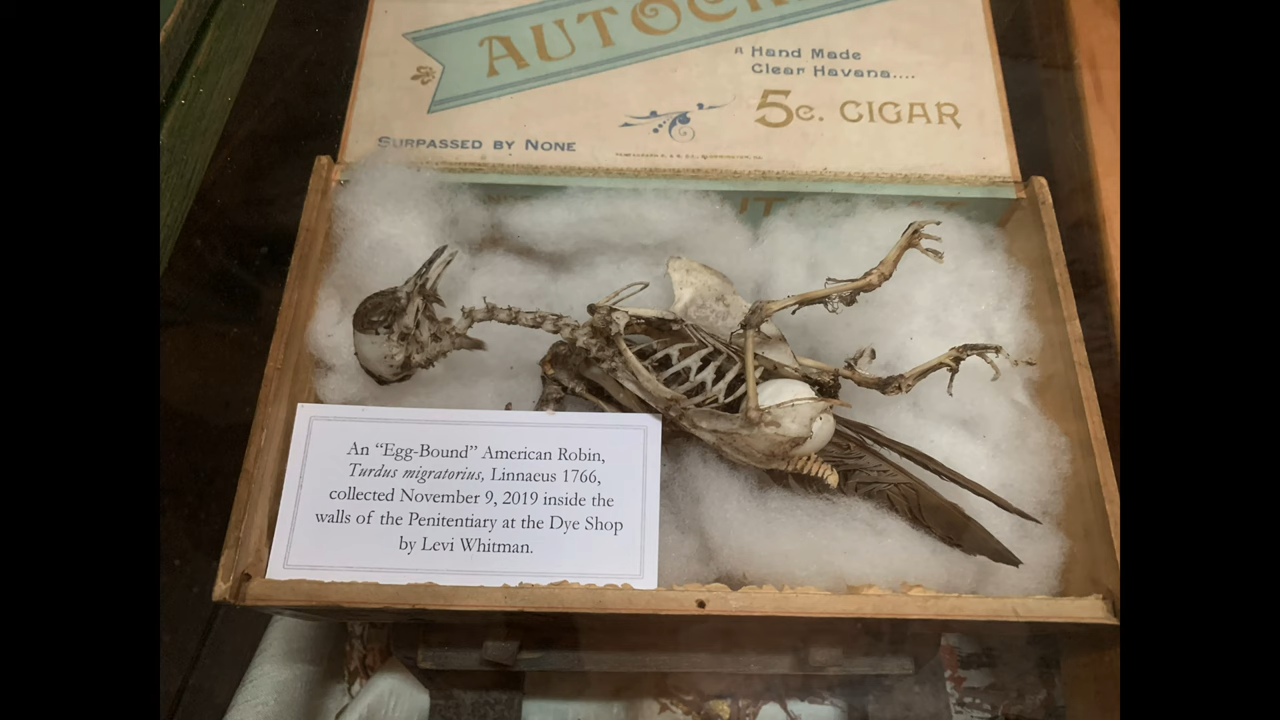 AUTOC
A Hand Made
Clear Havana....
5c. CIGAR
SURPASSED BY NONE
An “Egg-Bound” American Robin,
Turdus migratorius, Linnaeus 1766,
collected November 9, 2019 inside the
walls of the Penitentiary at the Dye Shop
by Levi Whitman.